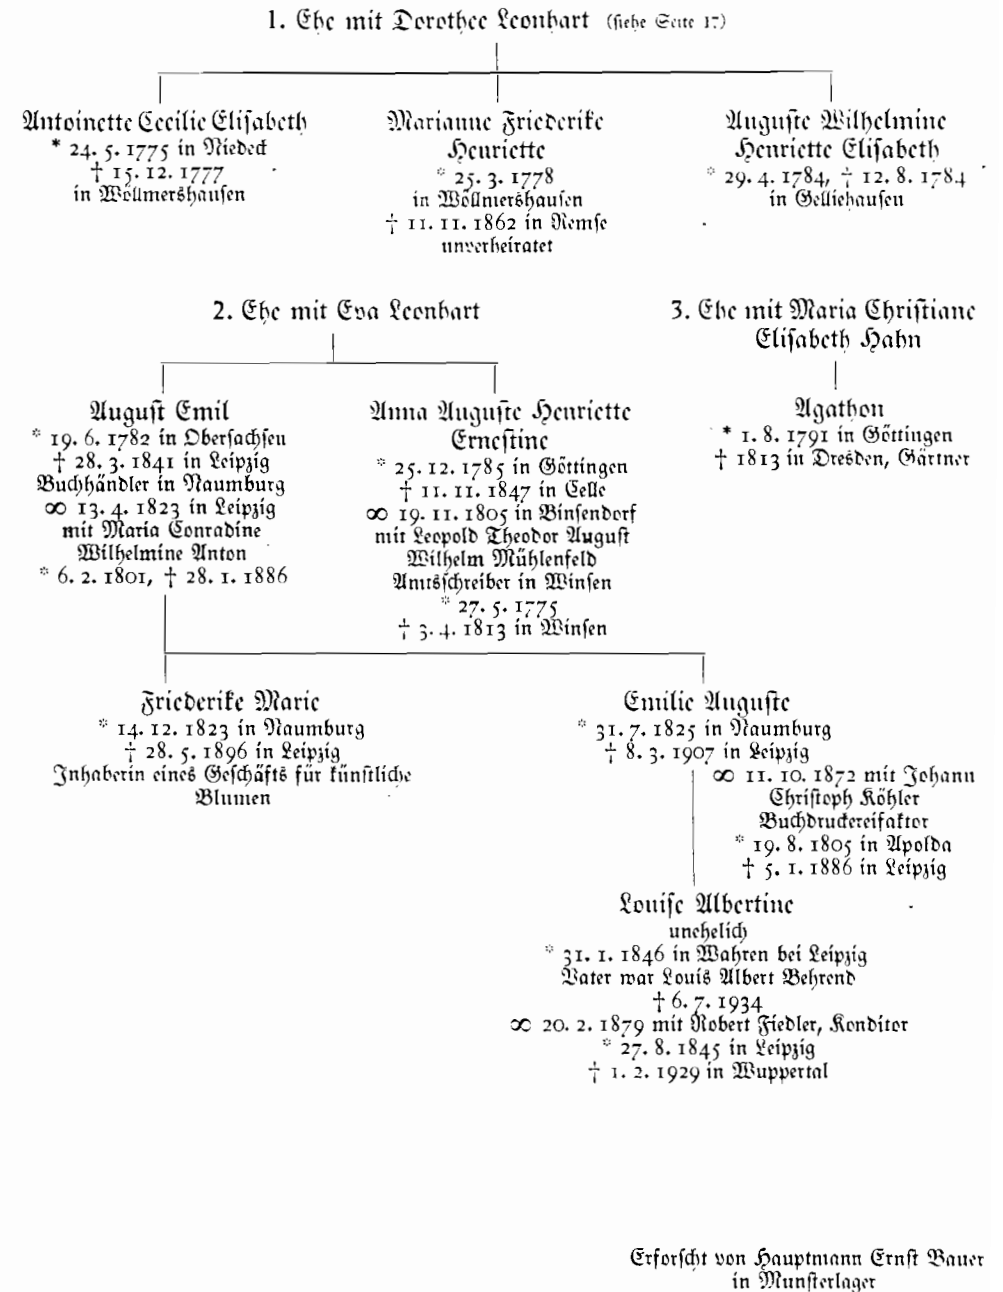 1. Ehe mit Dorothee Leonhart (siehe Seite 17)
Antoinette Cecilie Elisabeth
* 24. 5. 1775 in Niedeck
† 15. 12. 1777
in Wöllmershausen
Marianne Friederike
Henriette
* 25. 3. 1778
in Wöllmershausen
† 11. 11. 1862 in Remse
unverheiratet
Auguste Wilhelmine
Henriette Elisabeth
* 29. 4. 1784, † 12. 8. 1784
in Gelliehausen
2. Ehe mit Eva Leonhart
August Emil
* 19. 6. 1782 in Obersachsen
† 28. 3. 1841 in Leipzig
Buchhändler in Naumburg
∞ 13. 4. 1823 in Leipzig
mit Maria Conradine
Wilhelmine Anton
* 6. 2. 1801, † 28. 1. 1886
Anna Auguste Henriette
Ernestine
* 25. 12. 1785 in Göttingen
† 11. 11. 1847 in Celle
∞ 19. 11. 1805 in Binsendorf
mit Leopold Theodor August
Wilhelm Mühlenfeld
Amtsschreiber in Winsen
* 27. 5. 1775
† 3. 4. 1813 in Winsen
3. Ehe mit Maria Christiane
Elisabeth Hahn
Agathon
* 1. 8. 1791 in Göttingen
† 1813 in Dresden, Gärtner
Friederike Marie
* 14. 12. 1823 in Naumburg
† 28. 5. 1896 in Leipzig
Inhaberin eines Geschäfts für künstliche
Blumen
Emilie Auguste
* 31. 7. 1825 in Naumburg
† 8. 3. 1907 in Leipzig
∞ 11. 10. 1872 mit Johann
Christoph Köhler
Buchdruckereifaktor
* 19. 8. 1805 in Apolda
† 5. 1. 1886 in Leipzig
Louise Albertine
unehelich
* 31. 1. 1846 in Wahren bei Leipzig
Vater war Louis Albert Behrend
† 6. 7. 1934
∞ 20. 2. 1879 mit Robert Fiedler, Konditor
* 27. 8. 1845 in Leipzig
† 1. 2. 1929 in Wuppertal
Erforscht von Hauptmann Ernst Bauer
in Munsterlager